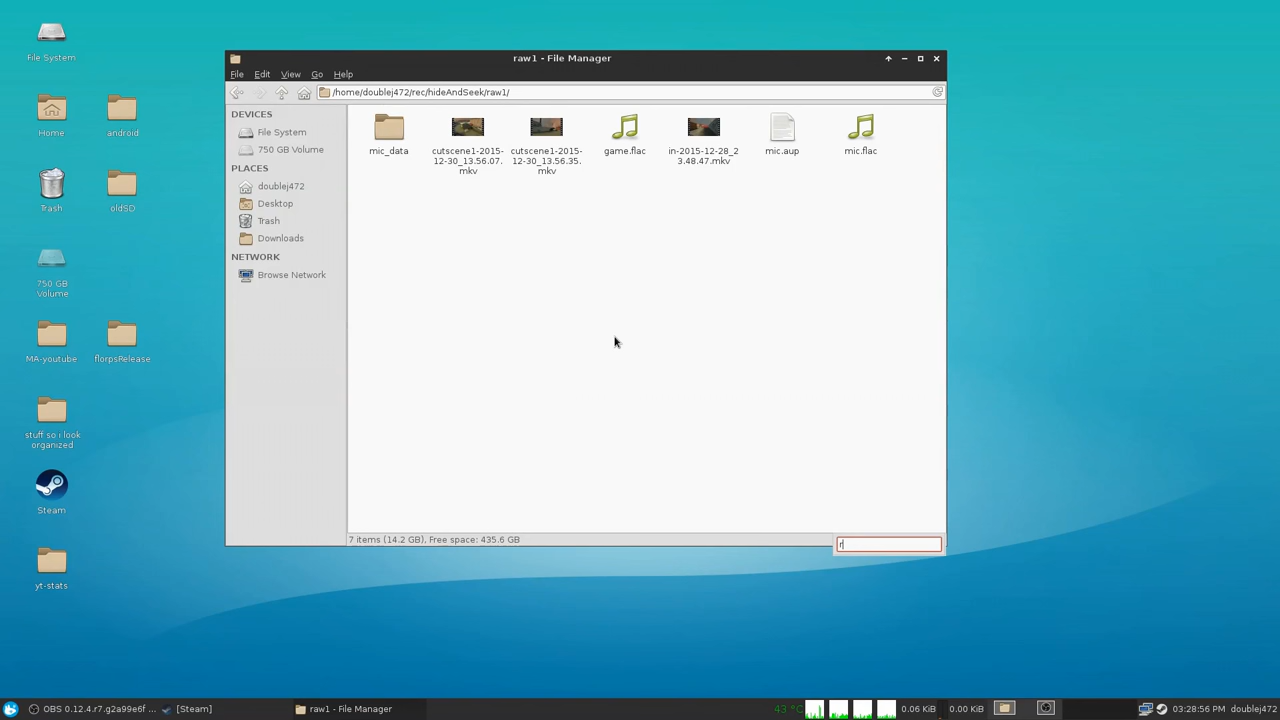 File System
Home
android
Trash
oldSD
750 GB
Volume
MA-youtube
florpsRelease
stuff so i look
organized
Steam
yt-stats
raw1 - File Manager
File Edit View Go Help
/home/doublej472/rec/hideAndSeek/raw1/
DEVICES
File System
750 GB Volume
PLACES
doublej472
Desktop
Trash
Downloads
NETWORK
Browse Network
mic_data
cutscene1-2015-
12-30_13.56.07.
mkv
cutscene1-2015-
12-30_13.56.35.
mkv
game.flac
in-2015-12-28_2
3.48.47.mkv
mic.aup
mic.flac
7 items (14.2 GB), Free space: 435.6 GB
r
OBS 0.12.4.r7.g2a99e6f ...
[Steam]
raw1 - File Manager
43 °C
0.06 KiB
0.00 KiB
03:28:56 PM
doublej472